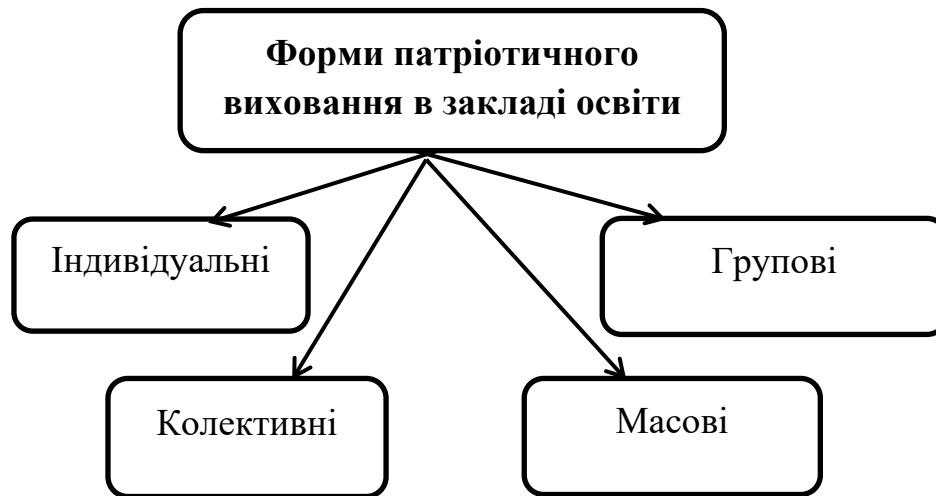 Форми патріотичного
виховання в закладі освіти
Індивідуальні
Групові
Колективні
Масові